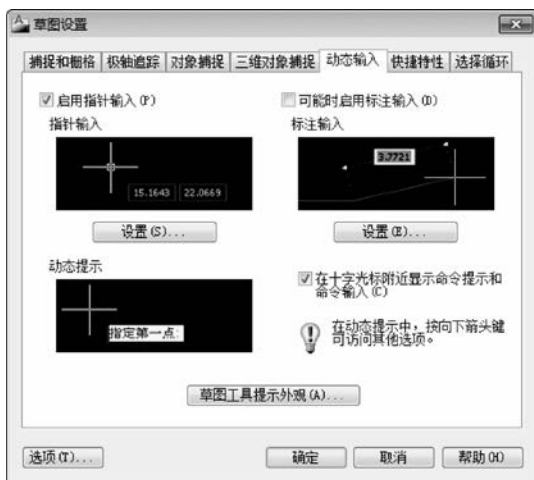 草图设置
捕捉和栅格 极轴追踪 对象捕捉 三维对象捕捉 动态输入 快捷特性 选择循环
启用指针输入(P)
可能时启用标注输入(D)
指针输入
标注输入
15.1643 22.0669
3.7721
设置(S)...
设置(E)...
动态提示
指定第一点:
在十字光标附近显示命令提示和
命令输入(C)
在动态提示中，按向下箭头键
可访问其他选项。
草图工具提示外观(A)...
选项(T)... 确定 取消 帮助(H)